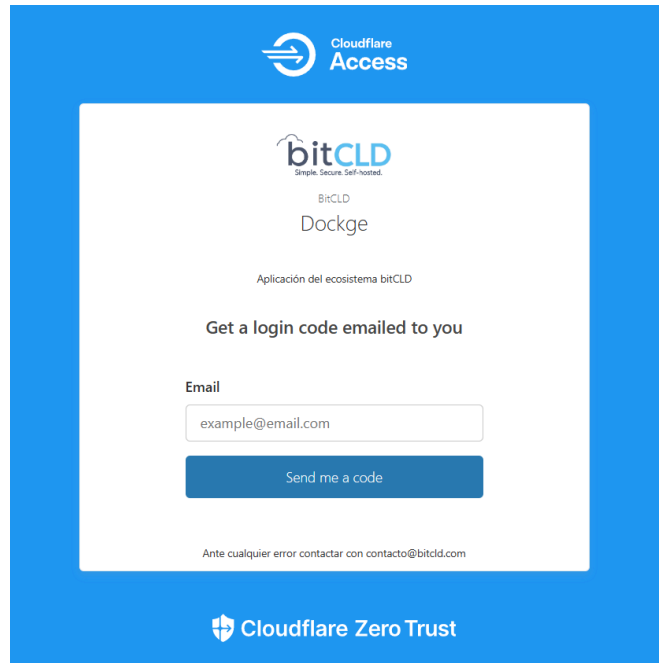 Cloudflare
Access
bitCLD
Simple. Secure. Self-hosted.
BitCLD
Dockge
Aplicación del ecosistema bitCLD
Get a login code emailed to you
Email
example@email.com
Send me a code
Ante cualquier error contactar con contacto@bitcld.com
Cloudflare Zero Trust